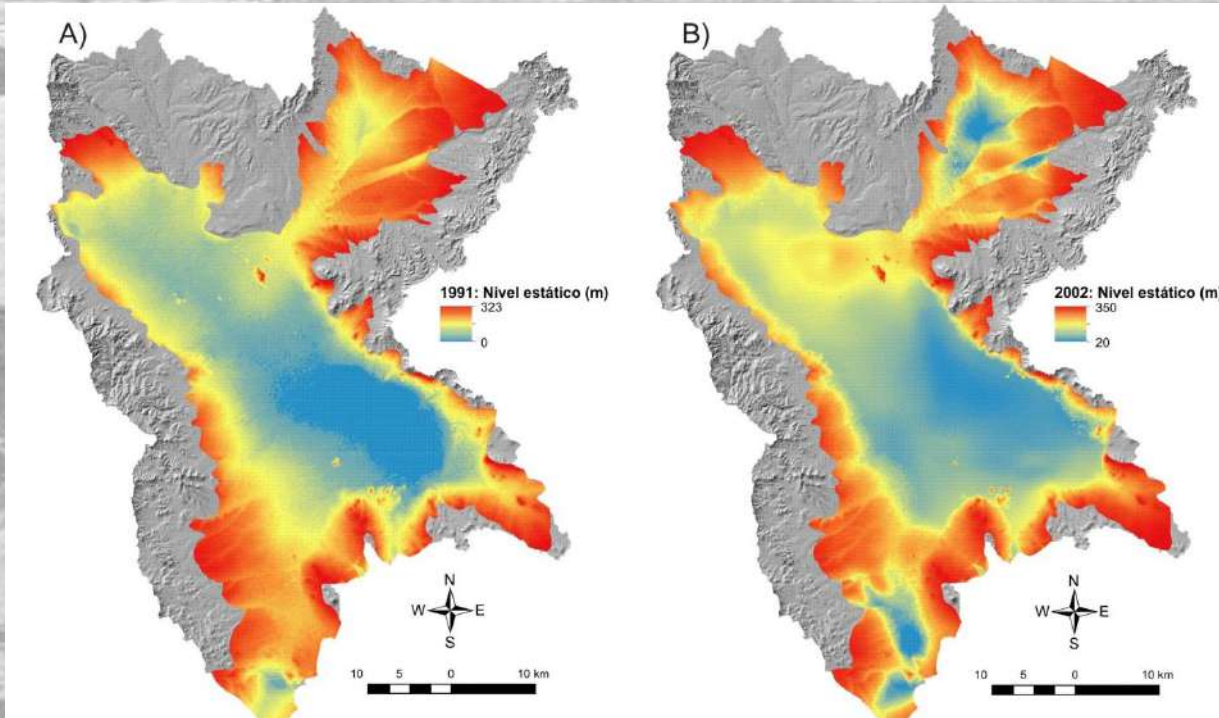 A)
1991: Nivel estático (m)
323
0
N
W E
S
10 5 0 10 km
B)
2002: Nivel estático (m)
350
20
N
W E
S
10 5 0 10 km